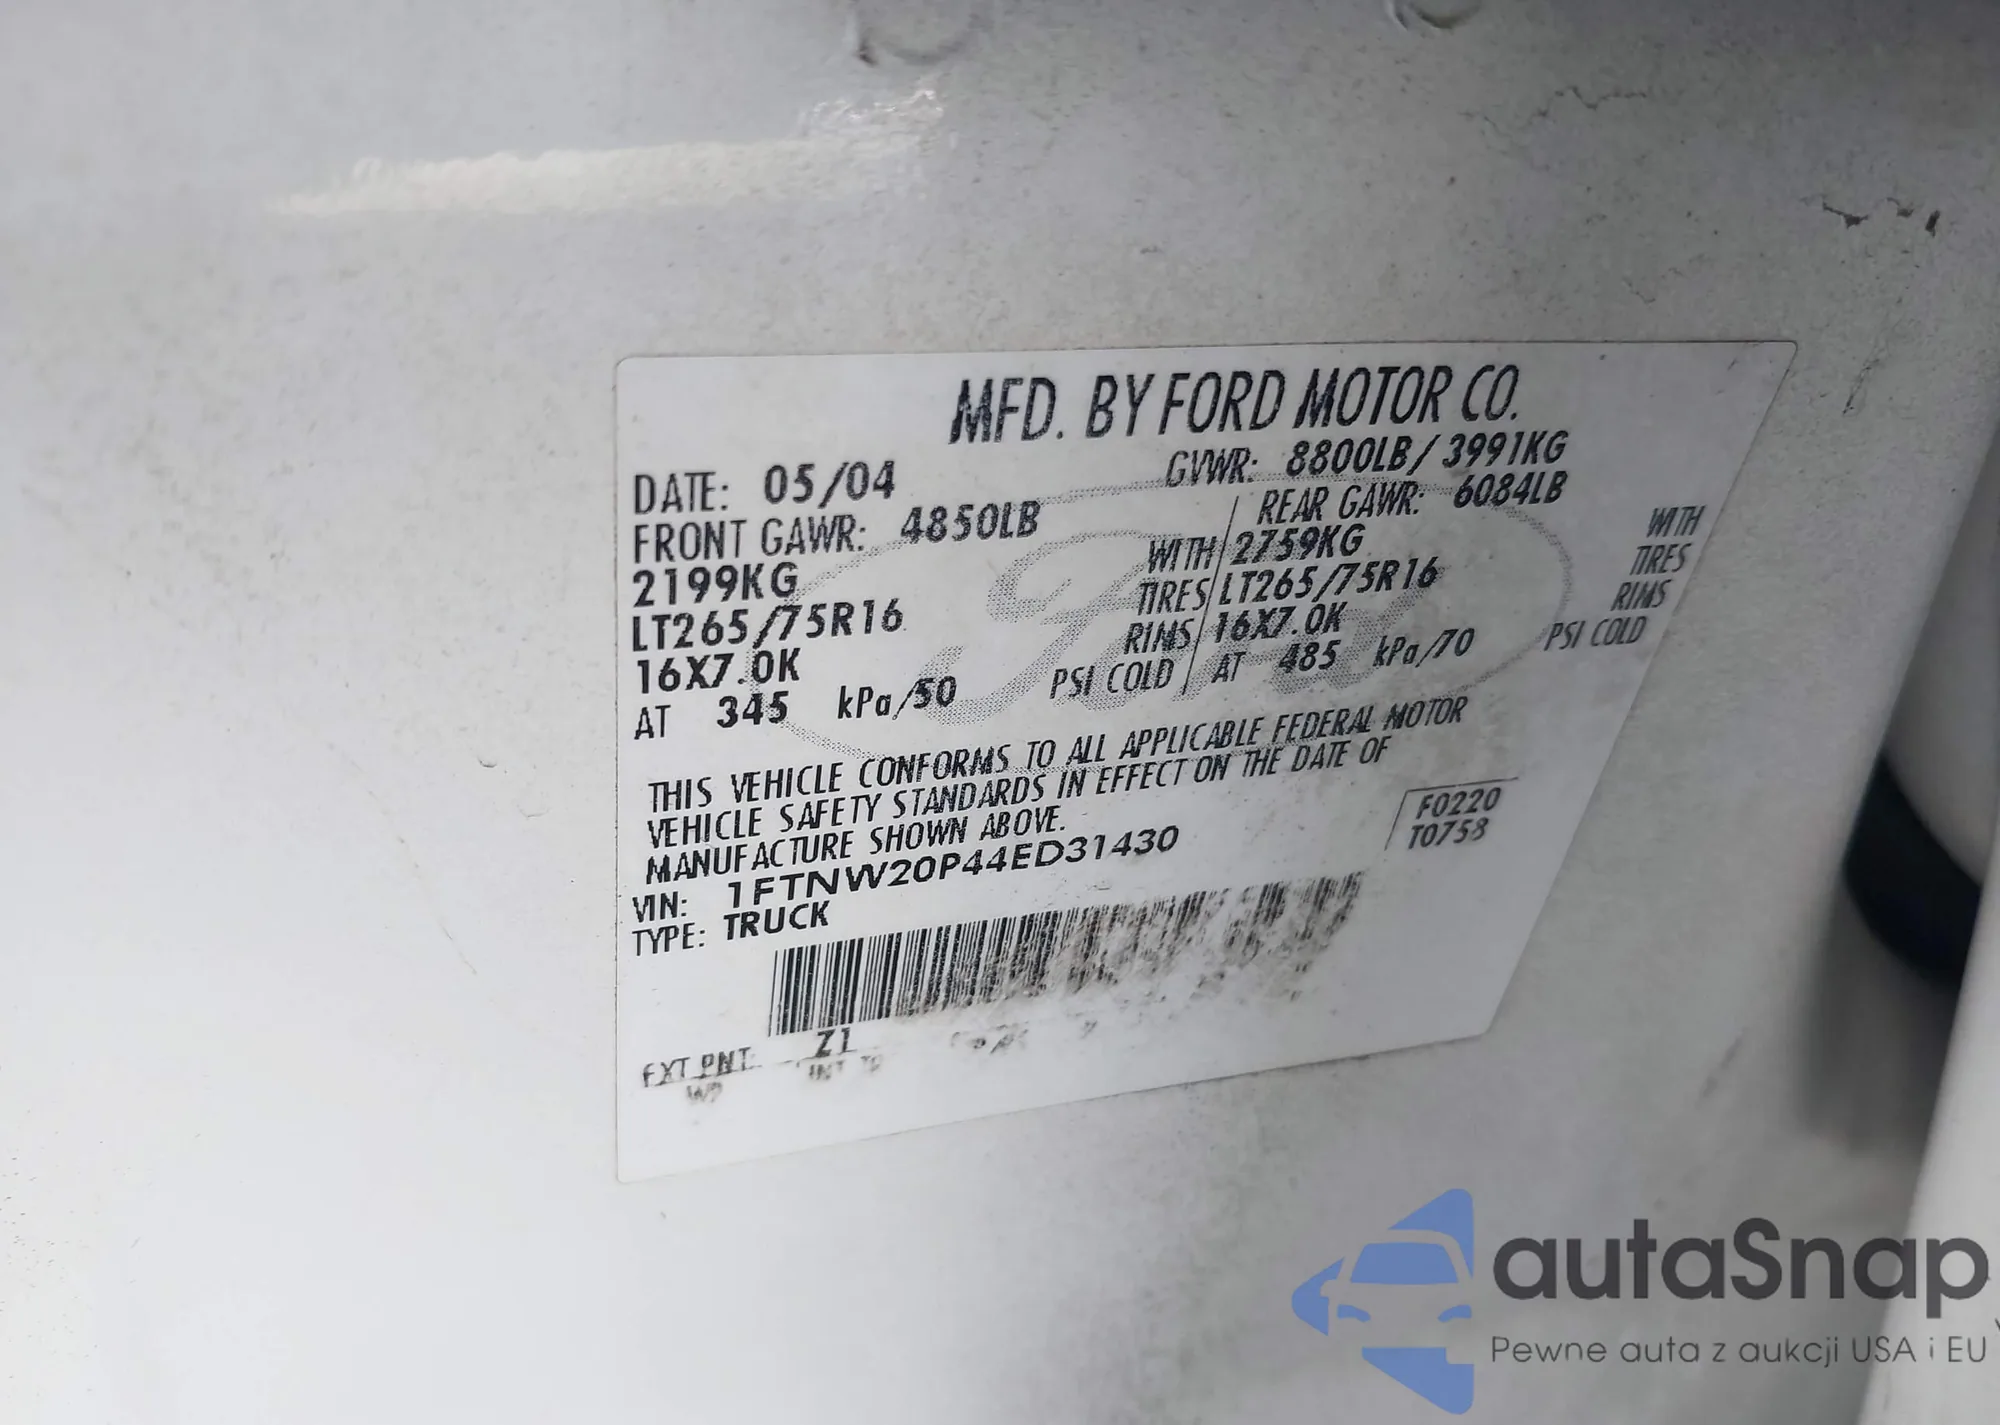 MFD. BY FORD MOTOR CO.
DATE: 05/04 GVWR: 8800LB / 3991KG
FRONT GAWR: 4850LB REAR GAWR: 6084LB
2199KG WITH 2759KG WITH
LT265/75R16 TIRES LT265/75R16 TIRES
16X7.0K RIMS 16X7.0K RIMS
AT 345 kPa/50 PSI COLD AT 485 kPa/70 PSI COLD
THIS VEHICLE CONFORMS TO ALL APPLICABLE FEDERAL MOTOR
VEHICLE SAFETY STANDARDS IN EFFECT ON THE DATE OF
MANUFACTURE SHOWN ABOVE.
F0220
T0758
VIN: 1FTNW20P44ED31430
TYPE: TRUCK
EXT PNT: Z1
INT TR
autaSnap
Pewne auta z aukcji USA i EU